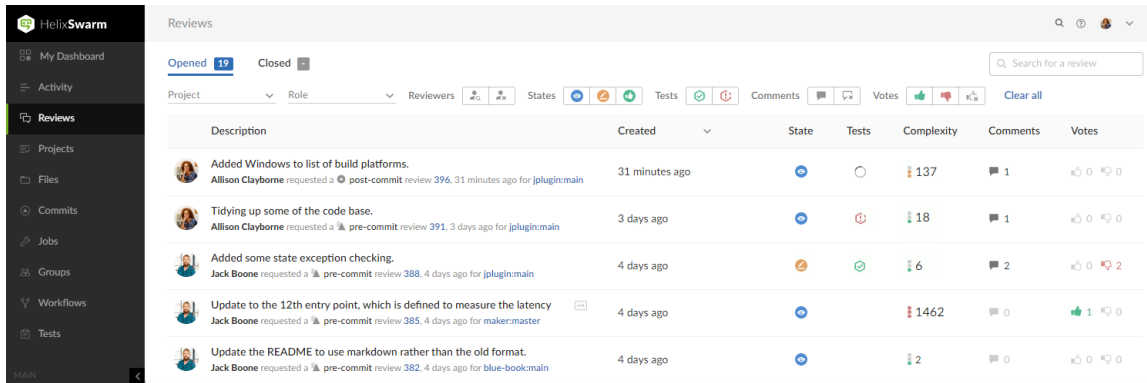 HelixSwarm
Reviews
My Dashboard
Activity
Reviews
Projects
Files
Commits
Jobs
Groups
Workflows
Tests
MAIN
Opened 19 Closed -
Search for a review
Project Role Reviewers States Tests Comments Votes Clear all
Description Created State Tests Complexity Comments Votes
Added Windows to list of build platforms.
Allison Clayborne requested a post-commit review 396, 31 minutes ago for jplugin:main
31 minutes ago 137 1 0 0
Tidying up some of the code base.
Allison Clayborne requested a pre-commit review 391, 3 days ago for jplugin:main
3 days ago 18 1 0 0
Added some state exception checking.
Jack Boone requested a pre-commit review 388, 4 days ago for jplugin:main
4 days ago 6 2 0 2
Update to the 12th entry point, which is defined to measure the latency
Jack Boone requested a pre-commit review 385, 4 days ago for maker:master
4 days ago 1462 0 1 0
Update the README to use markdown rather than the old format.
Jack Boone requested a pre-commit review 382, 4 days ago for blue-book:main
4 days ago 2 0 0 0